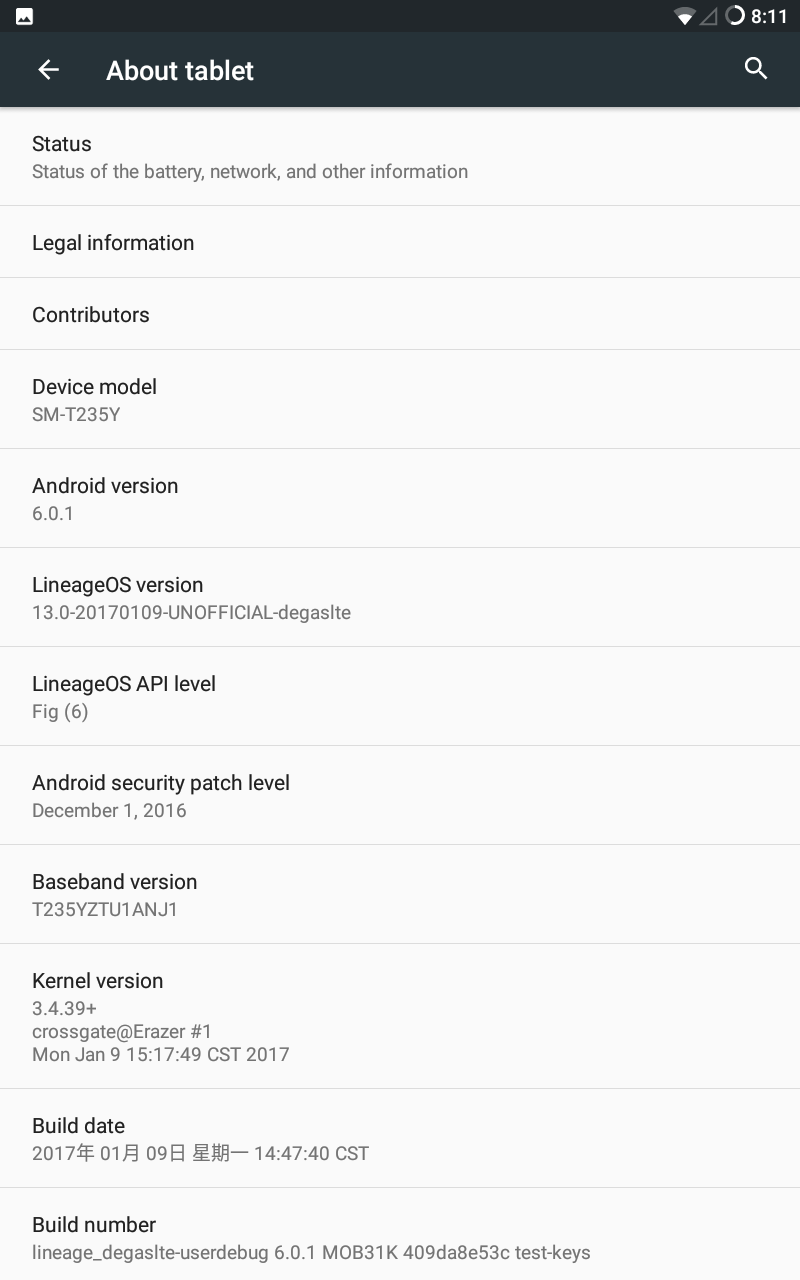 8:11
About tablet
Status
Status of the battery, network, and other information
Legal information
Contributors
Device model
SM-T235Y
Android version
6.0.1
LineageOS version
13.0-20170109-UNOFFICIAL-degaslte
LineageOS API level
Fig (6)
Android security patch level
December 1, 2016
Baseband version
T235YZTU1ANJ1
Kernel version
3.4.39+
crossgate@Erazer #1
Mon Jan 9 15:17:49 CST 2017
Build date
2017年 01月 09日 星期一 14:47:40 CST
Build number
lineage_degaslte-userdebug 6.0.1 MOB31K 409da8e53c test-keys